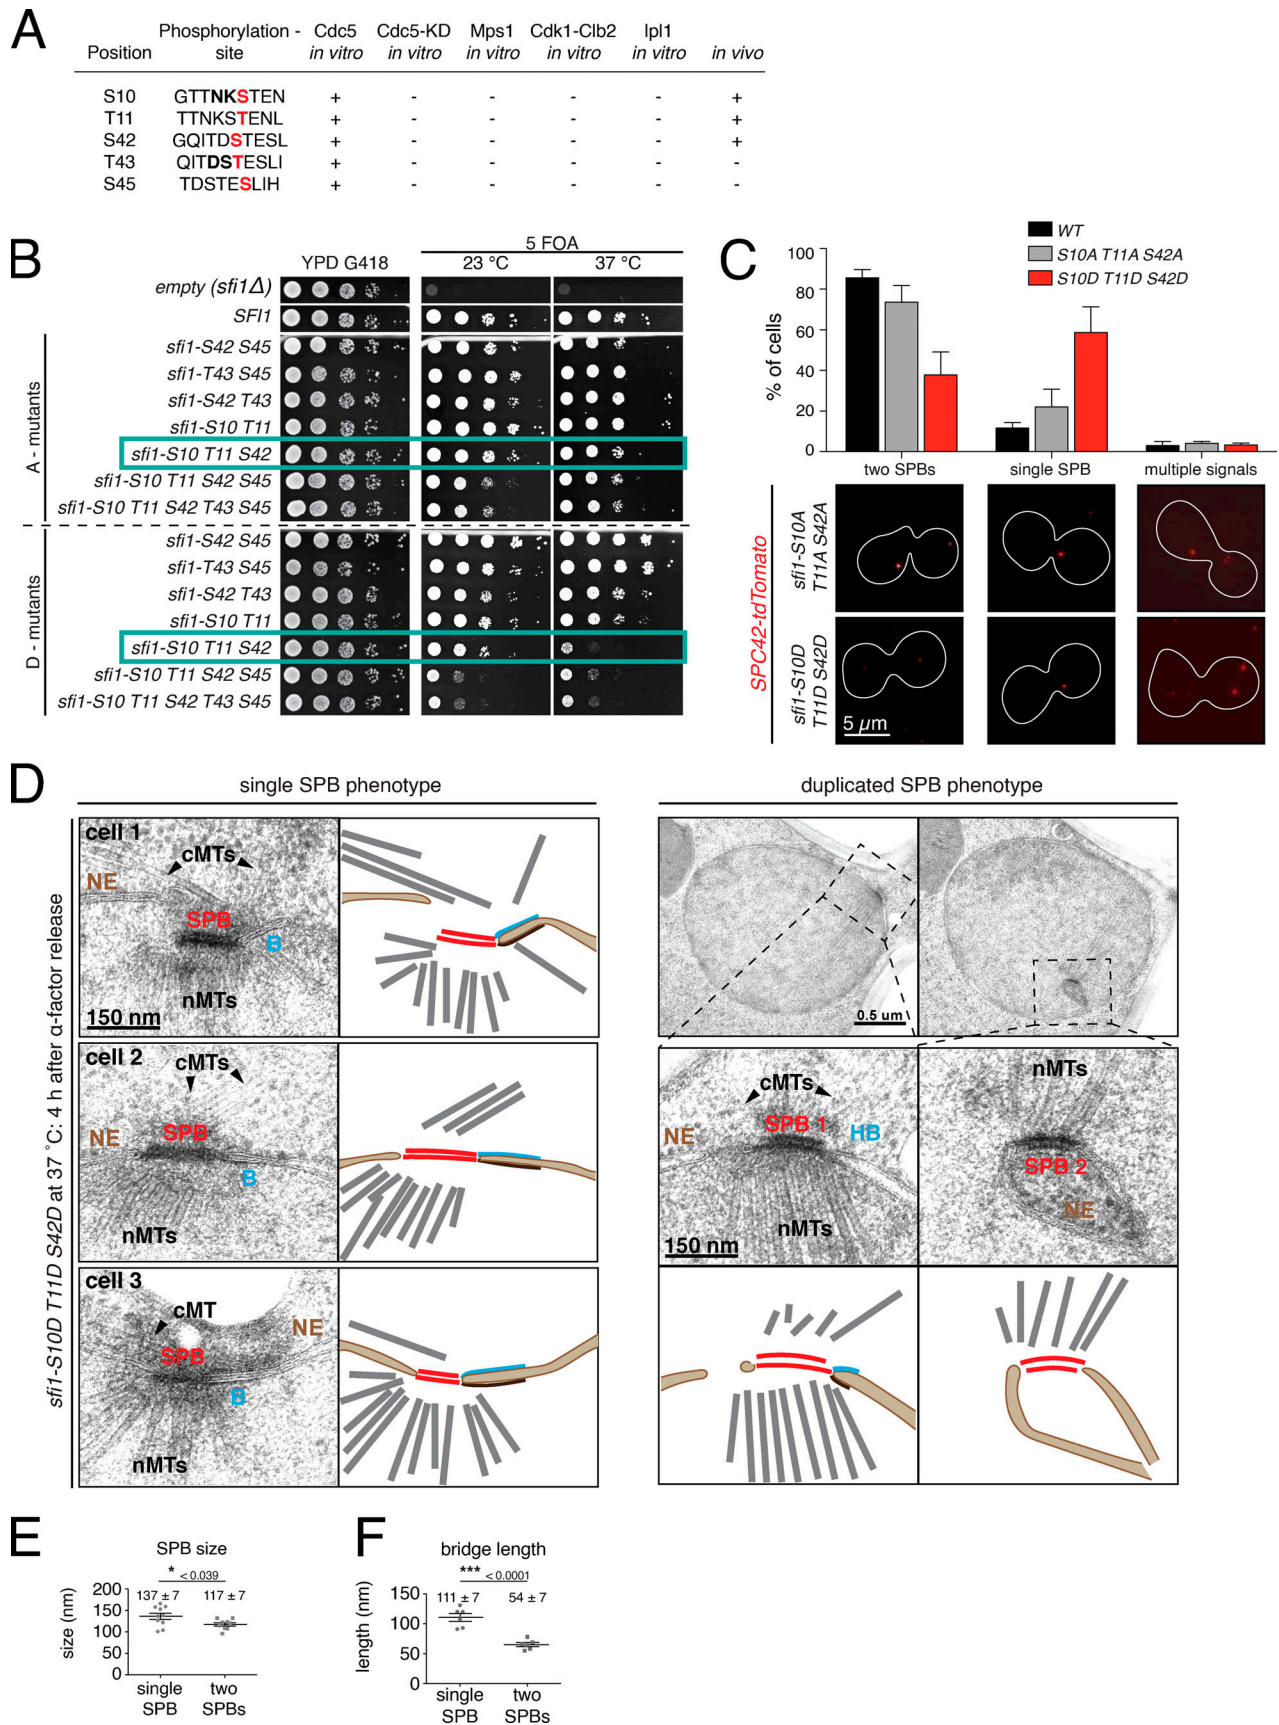 A
Position Phosphorylation - site Cdc5 in vitro Cdc5-KD in vitro Mps1 in vitro Cdk1-Clb2 in vitro Ipl1 in vitro in vivo
S10 GTTNKSTEN + - - - - +
T11 TTNKSTENL + - - - - +
S42 GQITDSTESL + - - - - +
T43 QITDSTESLI + - - - - -
S45 TDSTESLIH + - - - - -
B
5 FOA
YPD G418 23 °C 37 °C
empty (sfi1Δ)
SFI1
A - mutants
sfi1-S42 S45
sfi1-T43 S45
sfi1-S42 T43
sfi1-S10 T11
sfi1-S10 T11 S42
sfi1-S10 T11 S42 S45
sfi1-S10 T11 S42 T43 S45
D - mutants
sfi1-S42 S45
sfi1-T43 S45
sfi1-S42 T43
sfi1-S10 T11
sfi1-S10 T11 S42
sfi1-S10 T11 S42 S45
sfi1-S10 T11 S42 T43 S45
C
WT
S10A T11A S42A
S10D T11D S42D
% of cells
100
80
60
40
20
0
two SPBs single SPB multiple signals
SPC42-tdTomato
sfi1-S10A T11A S42A
sfi1-S10D T11D S42D
5 µm
D
single SPB phenotype
duplicated SPB phenotype
sfi1-S10D T11D S42D at 37 °C: 4 h after α-factor release
cell 1
cMTs
NE
SPB
B
nMTs
150 nm
cell 2
cMTs
SPB
NE
B
nMTs
cell 3
cMT
NE
SPB
B
nMTs
0.5 um
cMTs
SPB 1
NE
HB
nMTs
150 nm
nMTs
SPB 2
NE
E
SPB size
* < 0.039
137 ± 7 117 ± 7
size (nm)
200
150
100
50
0
single SPB
two SPBs
F
bridge length
*** < 0.0001
111 ± 7 54 ± 7
length (nm)
150
100
50
0
single SPB
two SPBs